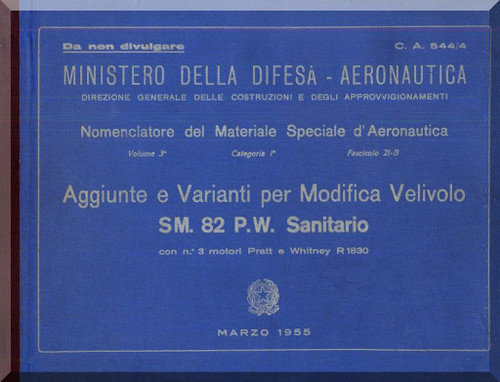 Da non divulgare
C. A. 544/4
MINISTERO DELLA DIFESA - AERONAUTICA
DIREZIONE GENERALE DELLE COSTRUZIONI E DEGLI APPROVVIGIONAMENTI
Nomenclatore del Materiale Speciale d'Aeronautica
Volume 3° Categoria 1° Fascicolo 21-B
Aggiunte e Varianti per Modifica Velivolo
SM. 82 P.W. Sanitario
con n.° 3 motori Pratt e Whitney R 1830
MARZO 1955